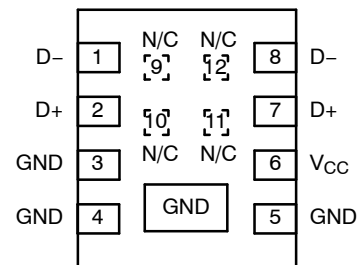 N/C N/C
D− 1 9 12 8 D−
D+ 2 10 11 7 D+
GND 3 N/C N/C 6 VCC
GND 4 GND 5 GND